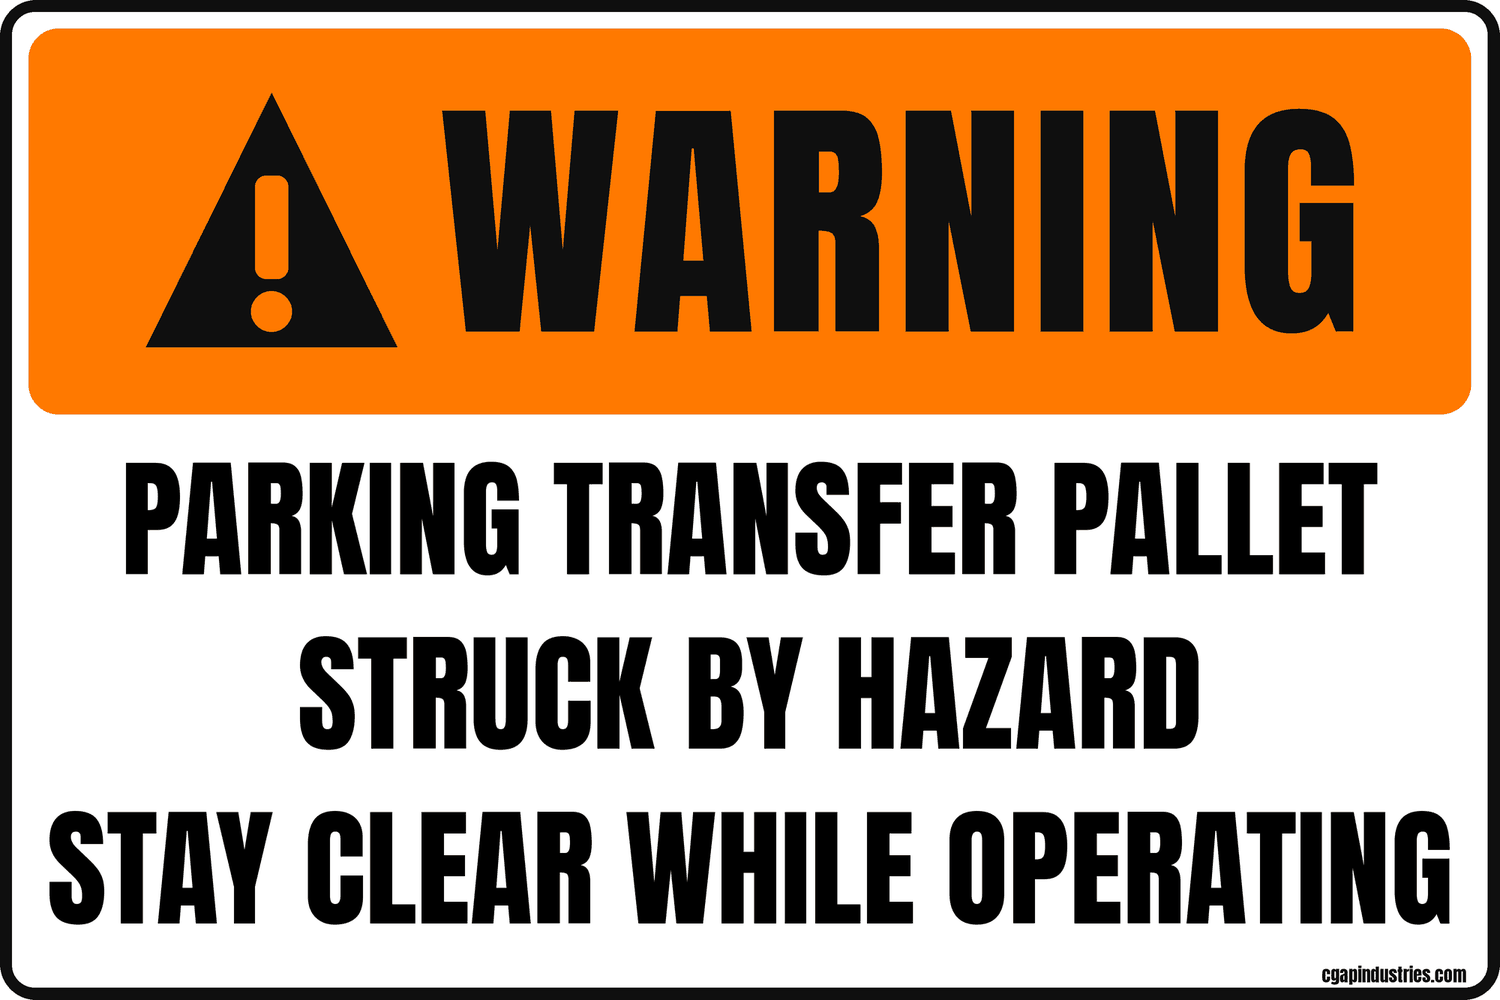 WARNING
PARKING TRANSFER PALLET
STRUCK BY HAZARD
STAY CLEAR WHILE OPERATING
cgapindustries.com